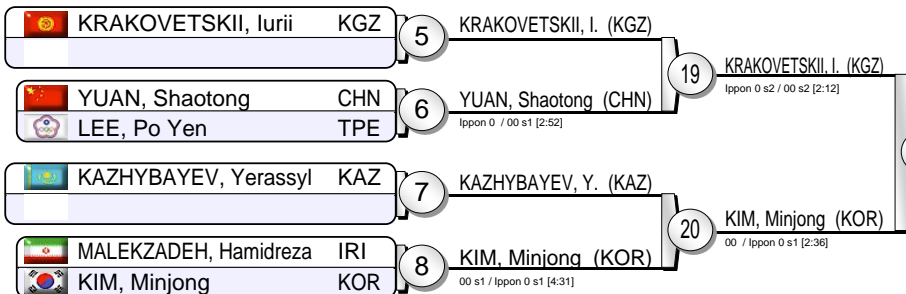 KRAKOVETSKII, Iurii KGZ
5
KRAKOVETSKII, I. (KGZ)
YUAN, Shaotong CHN
LEE, Po Yen TPE
6
YUAN, Shaotong (CHN)
Ippon 0 / 00 s1 [2:52]
19
KRAKOVETSKII, I. (KGZ)
Ippon 0 s2 / 00 s2 [2:12]
KAZHYBAYEV, Yerassyl KAZ
7
KAZHYBAYEV, Y. (KAZ)
MALEKZADEH, Hamidreza IRI
KIM, Minjong KOR
8
KIM, Minjong (KOR)
00 s1 / Ippon 0 s1 [4:31]
20
KIM, Minjong (KOR)
00 / Ippon 0 s1 [2:36]